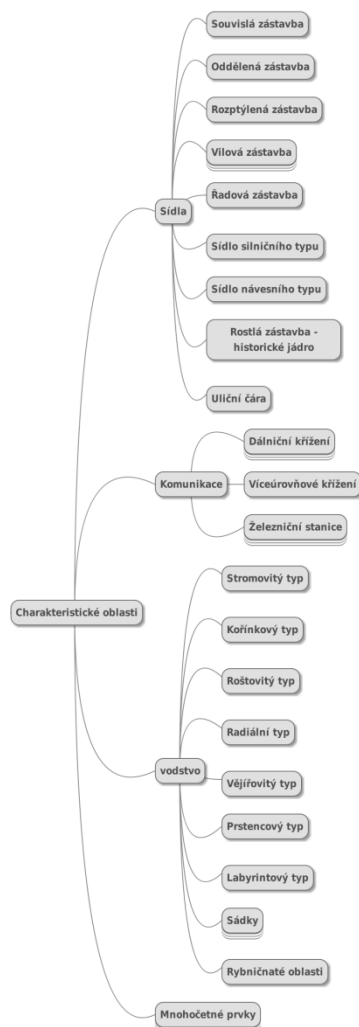 Souvislá zástavba
Oddělená zástavba
Rozptýlená zástavba
Vilová zástavba
Řadová zástavba
Sídla
Sídlo silničního typu
Sídlo návesního typu
Rostlá zástavba -
historické jádro
Uliční čára
Dálniční křížení
Komunikace
Víceúrovňové křížení
Železniční stanice
Stromovitý typ
Charakteristické oblasti
Kořínkový typ
Roštovitý typ
Radiální typ
vodstvo
Vějířovitý typ
Prstencový typ
Labyrintový typ
Sádky
Rybničnaté oblasti
Mnohočetné prvky